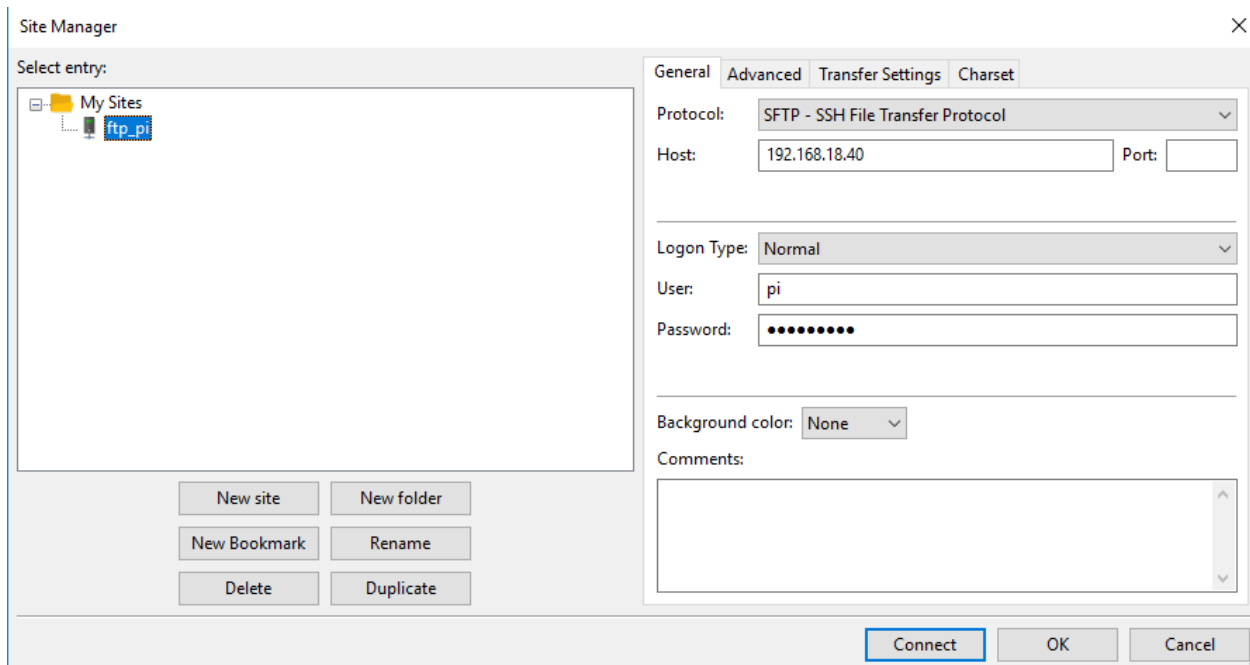 Site Manager
Select entry:
My Sites
ftp_pi
New site New folder
New Bookmark Rename
Delete Duplicate
General Advanced Transfer Settings Charset
Protocol: SFTP - SSH File Transfer Protocol
Host: 192.168.18.40 Port:
Logon Type: Normal
User: pi
Password: •••••••••
Background color: None
Comments:
Connect OK Cancel